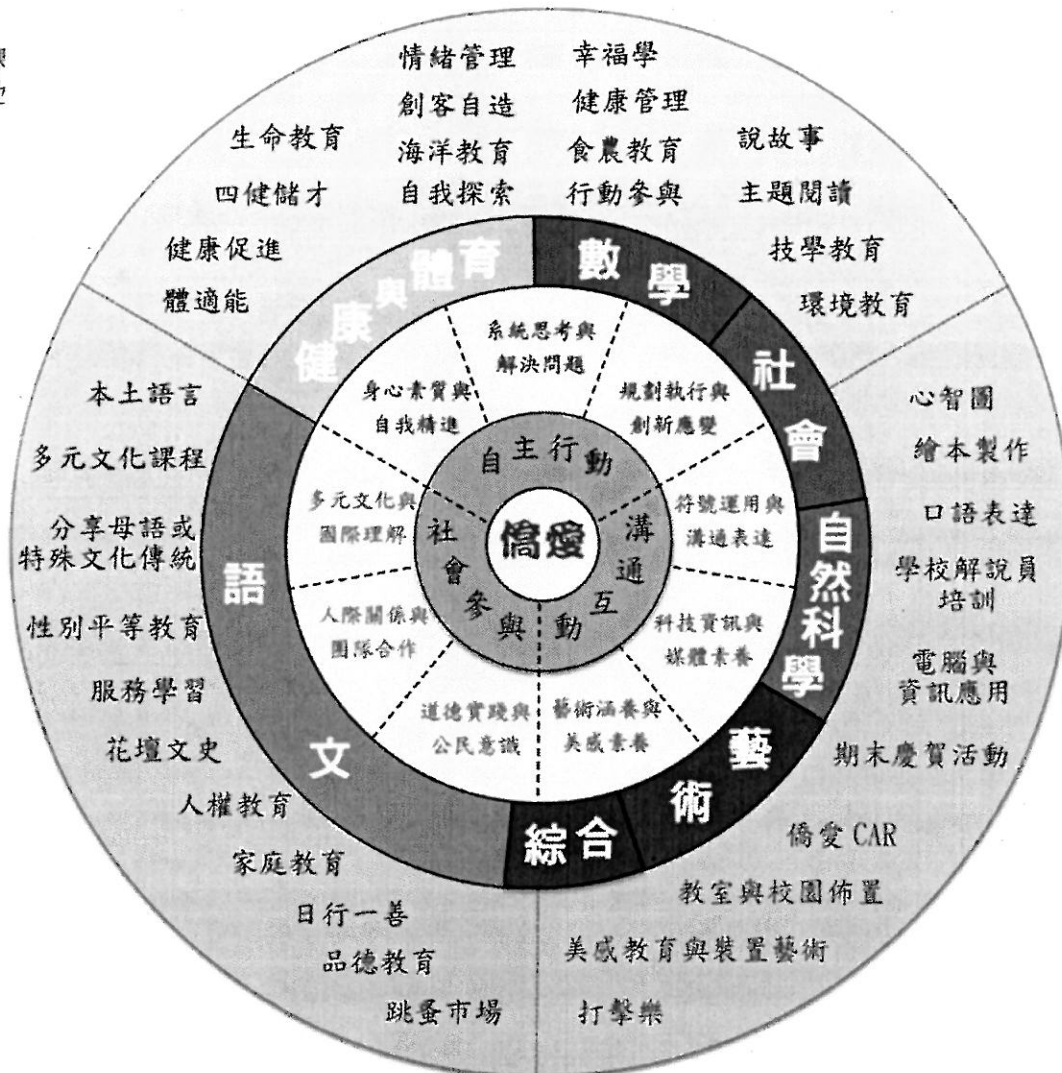 情緒管理
創客自造
海洋教育
自我探索
幸福學
健康管理
食農教育
行動參與
生命教育
四健儲才
健康促進
體適能
說故事
主題閱讀
技學教育
環境教育
本土語言
多元文化課程
分享母語或
特殊文化傳統
性別平等教育
服務學習
花壇文史
人權教育
家庭教育
日行一善
品德教育
跳蚤市場
心智圖
繪本製作
口語表達
學校解說員
培訓
電腦與
資訊應用
期末慶賀活動
僑愛 CAR
教室與校園佈置
美感教育與裝置藝術
打擊樂
健康與體育
數學
社會
自然科學
藝術
綜合
語文
身心素質與
自我精進
系統思考與
解決問題
規劃執行與
創新應變
符號運用與
溝通表達
科技資訊與
媒體素養
藝術涵養與
美感素養
道德實踐與
公民意識
人際關係與
團隊合作
多元文化與
國際理解
自主行動
溝通互動
社會參與
僑愛